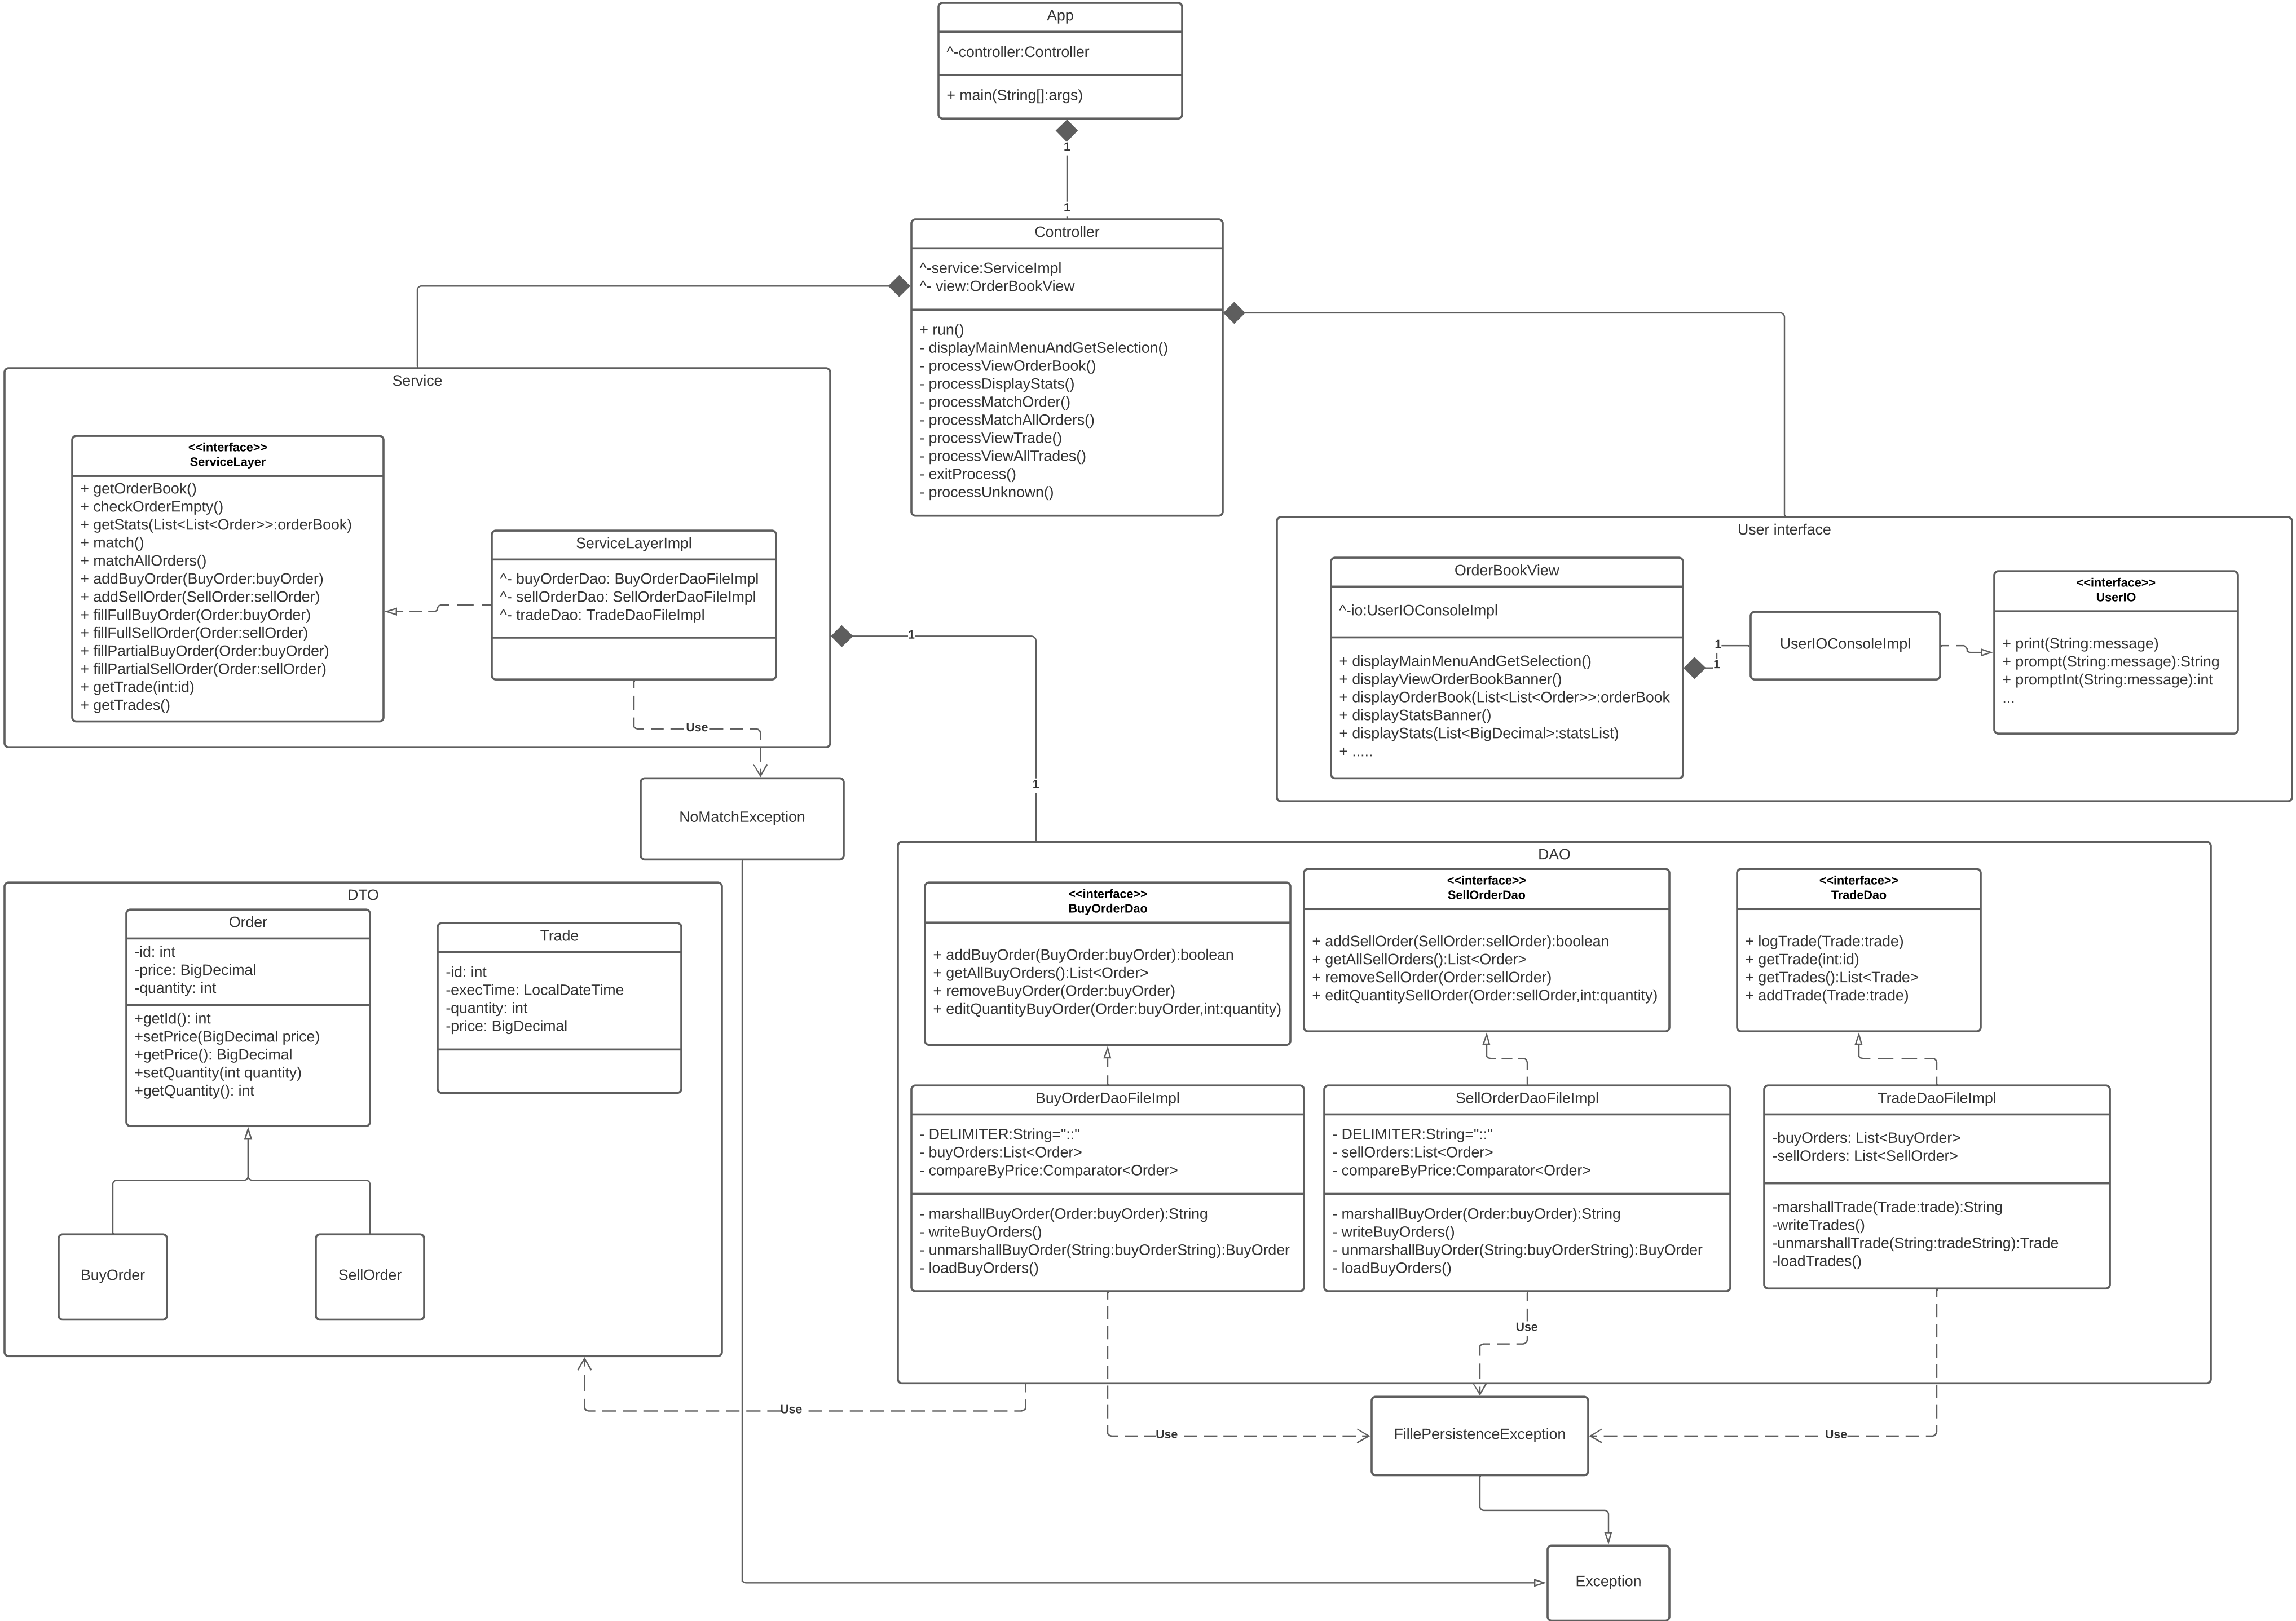 App
^-controller:Controller
+ main(String[]:args)
1
1
Controller
^-service:ServiceImpl
^- view:OrderBookView
+ run()
- displayMainMenuAndGetSelection()
- processViewOrderBook()
- processDisplayStats()
- processMatchOrder()
- processMatchAllOrders()
- processViewTrade()
- processViewAllTrades()
- exitProcess()
- processUnknown()
Service
<<interface>>
ServiceLayer
+ getOrderBook()
+ checkOrderEmpty()
+ getStats(List<List<Order>>:orderBook)
+ match()
+ matchAllOrders()
+ addBuyOrder(BuyOrder:buyOrder)
+ addSellOrder(SellOrder:sellOrder)
+ fillFullBuyOrder(Order:buyOrder)
+ fillFullSellOrder(Order:sellOrder)
+ fillPartialBuyOrder(Order:buyOrder)
+ fillPartialSellOrder(Order:sellOrder)
+ getTrade(int:id)
+ getTrades()
ServiceLayerImpl
^- buyOrderDao: BuyOrderDaoFileImpl
^- sellOrderDao: SellOrderDaoFileImpl
^- tradeDao: TradeDaoFileImpl
Use
1
1
User interface
OrderBookView
^-io:UserIOConsoleImpl
+ displayMainMenuAndGetSelection()
+ displayViewOrderBookBanner()
+ displayOrderBook(List<List<Order>>:orderBook
+ displayStatsBanner()
+ displayStats(List<BigDecimal>:statsList)
+ .....
1
1
UserIOConsoleImpl
<<interface>>
UserIO
+ print(String:message)
+ prompt(String:message):String
+ promptInt(String:message):int
...
NoMatchException
DTO
Order
-id: int
-price: BigDecimal
-quantity: int
+getId(): int
+setPrice(BigDecimal price)
+getPrice(): BigDecimal
+setQuantity(int quantity)
+getQuantity(): int
Trade
-id: int
-execTime: LocalDateTime
-quantity: int
-price: BigDecimal
BuyOrder
SellOrder
DAO
<<interface>>
BuyOrderDao
+ addBuyOrder(BuyOrder:buyOrder):boolean
+ getAllBuyOrders():List<Order>
+ removeBuyOrder(Order:buyOrder)
+ editQuantityBuyOrder(Order:buyOrder,int:quantity)
<<interface>>
SellOrderDao
+ addSellOrder(SellOrder:sellOrder):boolean
+ getAllSellOrders():List<Order>
+ removeSellOrder(Order:sellOrder)
+ editQuantitySellOrder(Order:sellOrder,int:quantity)
<<interface>>
TradeDao
+ logTrade(Trade:trade)
+ getTrade(int:id)
+ getTrades():List<Trade>
+ addTrade(Trade:trade)
BuyOrderDaoFileImpl
- DELIMITER:String="::"
- buyOrders:List<Order>
- compareByPrice:Comparator<Order>
- marshallBuyOrder(Order:buyOrder):String
- writeBuyOrders()
- unmarshallBuyOrder(String:buyOrderString):BuyOrder
- loadBuyOrders()
SellOrderDaoFileImpl
- DELIMITER:String="::"
- sellOrders:List<Order>
- compareByPrice:Comparator<Order>
- marshallBuyOrder(Order:buyOrder):String
- writeBuyOrders()
- unmarshallBuyOrder(String:buyOrderString):BuyOrder
- loadBuyOrders()
TradeDaoFileImpl
-buyOrders: List<BuyOrder>
-sellOrders: List<SellOrder>
-marshallTrade(Trade:trade):String
-writeTrades()
-unmarshallTrade(String:tradeString):Trade
-loadTrades()
Use
Use
Use
Use
FillePersistenceException
Exception